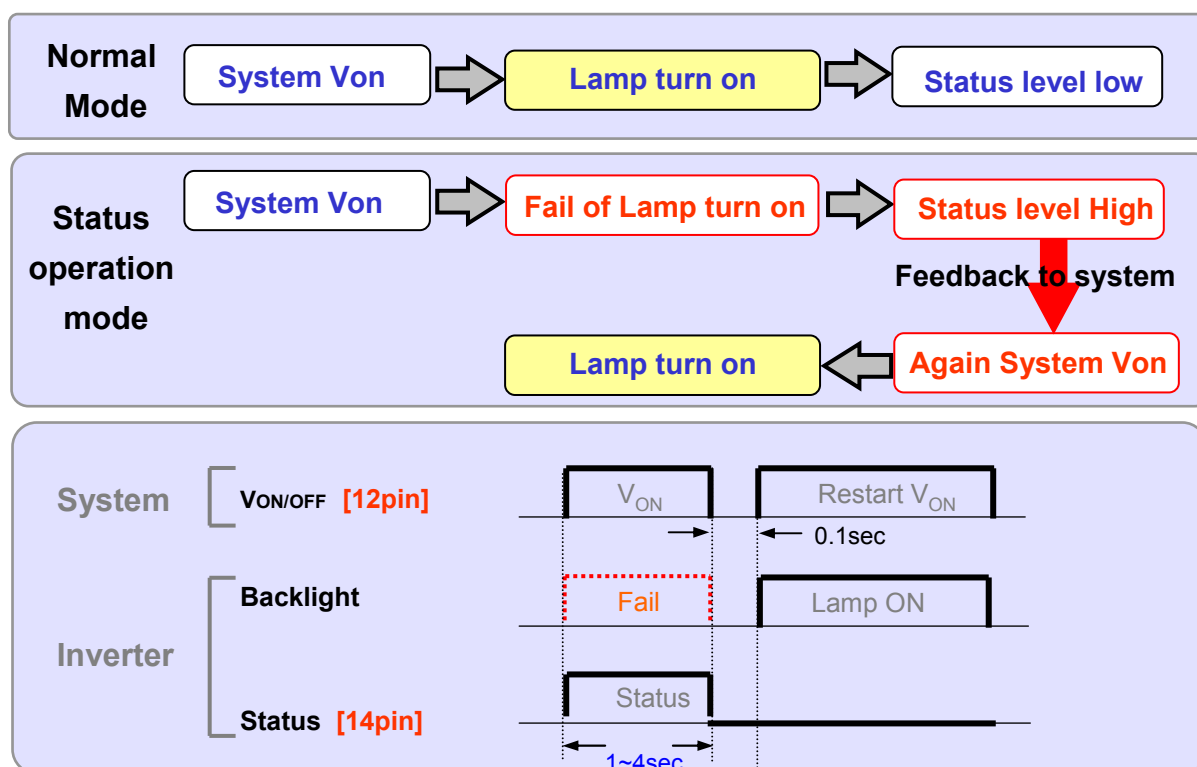 Normal
Mode
System Von
Lamp turn on
Status level low
Status
operation
mode
System Von
Fail of Lamp turn on
Status level High
Feedback to system
Lamp turn on
Again System Von
System
VON/OFF [12pin]
VON
Restart VON
0.1sec
Inverter
Backlight
Fail
Lamp ON
Status [14pin]
Status
1~4sec